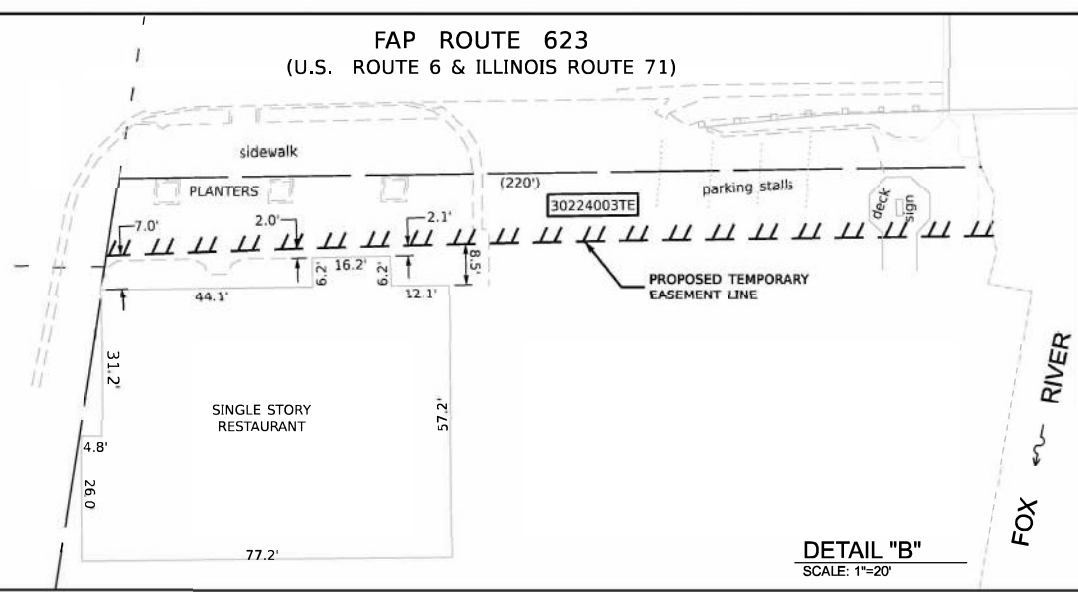 FAP ROUTE 623
(U.S. ROUTE 6 & ILLINOIS ROUTE 71)
sidewalk
PLANTERS
(220')
parking stalls
30224003TE
deck
sign
7.0'
2.0'
2.1'
8.5'
16.2'
6.2'
6.2'
44.1'
12.1'
PROPOSED TEMPORARY
EASEMENT LINE
31.2'
SINGLE STORY
RESTAURANT
57.2'
4.8'
26.0
77.2'
FOX RIVER
DETAIL "B"
SCALE: 1"=20'